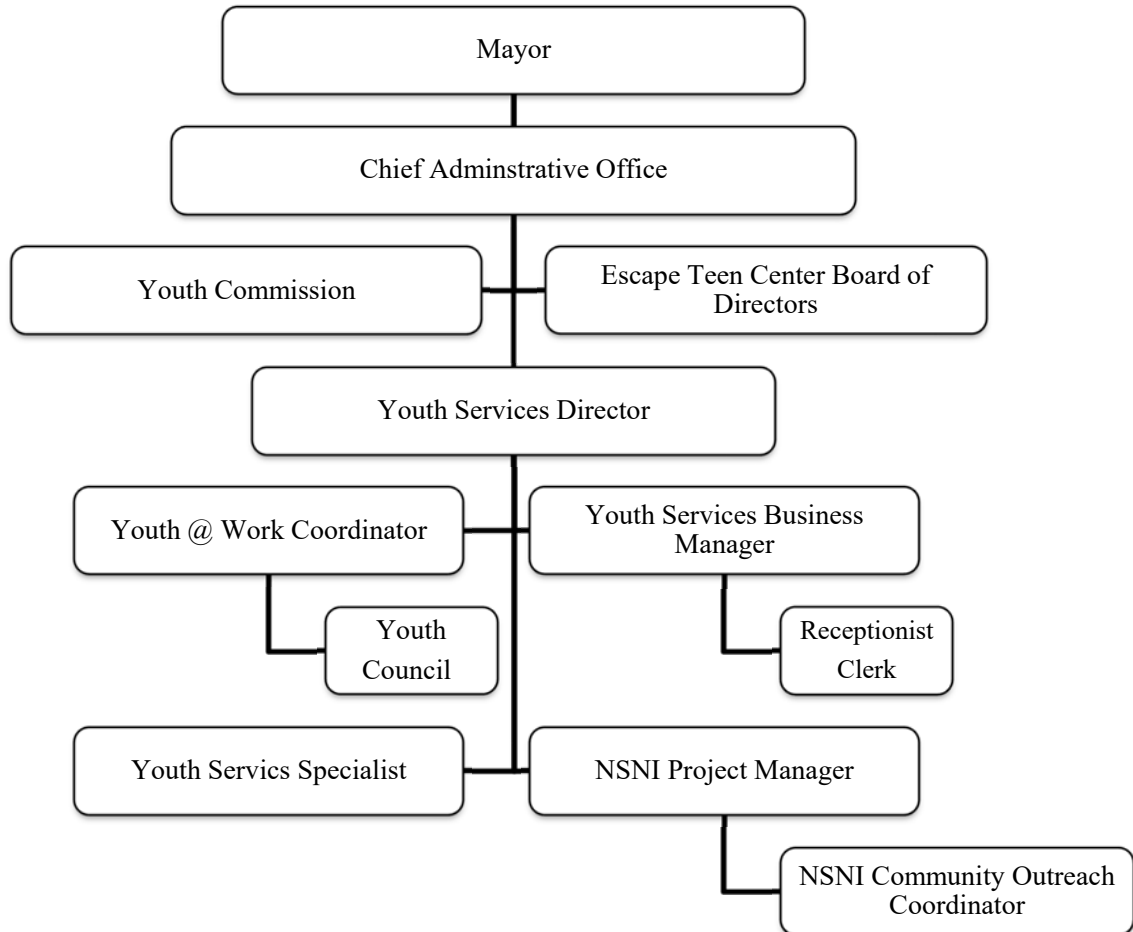 Mayor
Chief Adminstrative Office
Youth Commission
Escape Teen Center Board of
Directors
Youth Services Director
Youth @ Work Coordinator
Youth Services Business
Manager
Youth
Council
Receptionist
Clerk
Youth Servics Specialist
NSNI Project Manager
NSNI Community Outreach
Coordinator